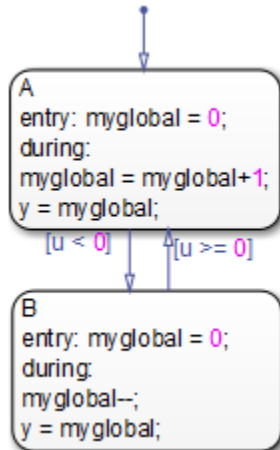 A
entry: myglobal = 0;
during:
myglobal = myglobal+1;
y = myglobal;
[u < 0]
[u >= 0]
B
entry: myglobal = 0;
during:
myglobal--;
y = myglobal;